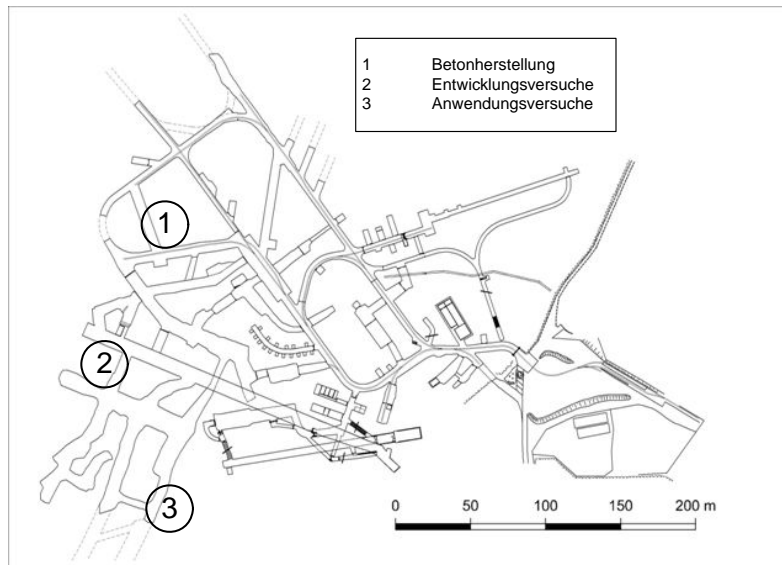 1 Betonherstellung
2 Entwicklungsversuche
3 Anwendungsversuche
1
2
3
0 50 100 150 200 m